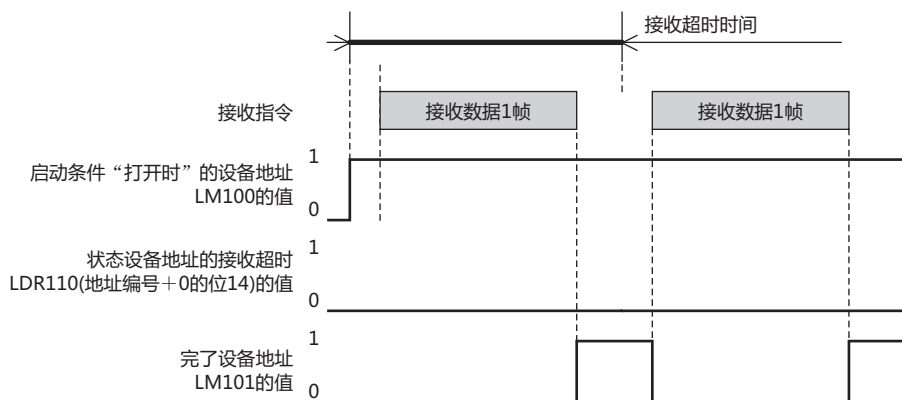 接收超时时间
接收指令
接收数据1帧
接收数据1帧
启动条件“打开时”的设备地址
LM100的值
1
0
状态设备地址的接收超时
LDR110(地址编号+0的位14)的值
1
0
完了设备地址
LM101的值
1
0